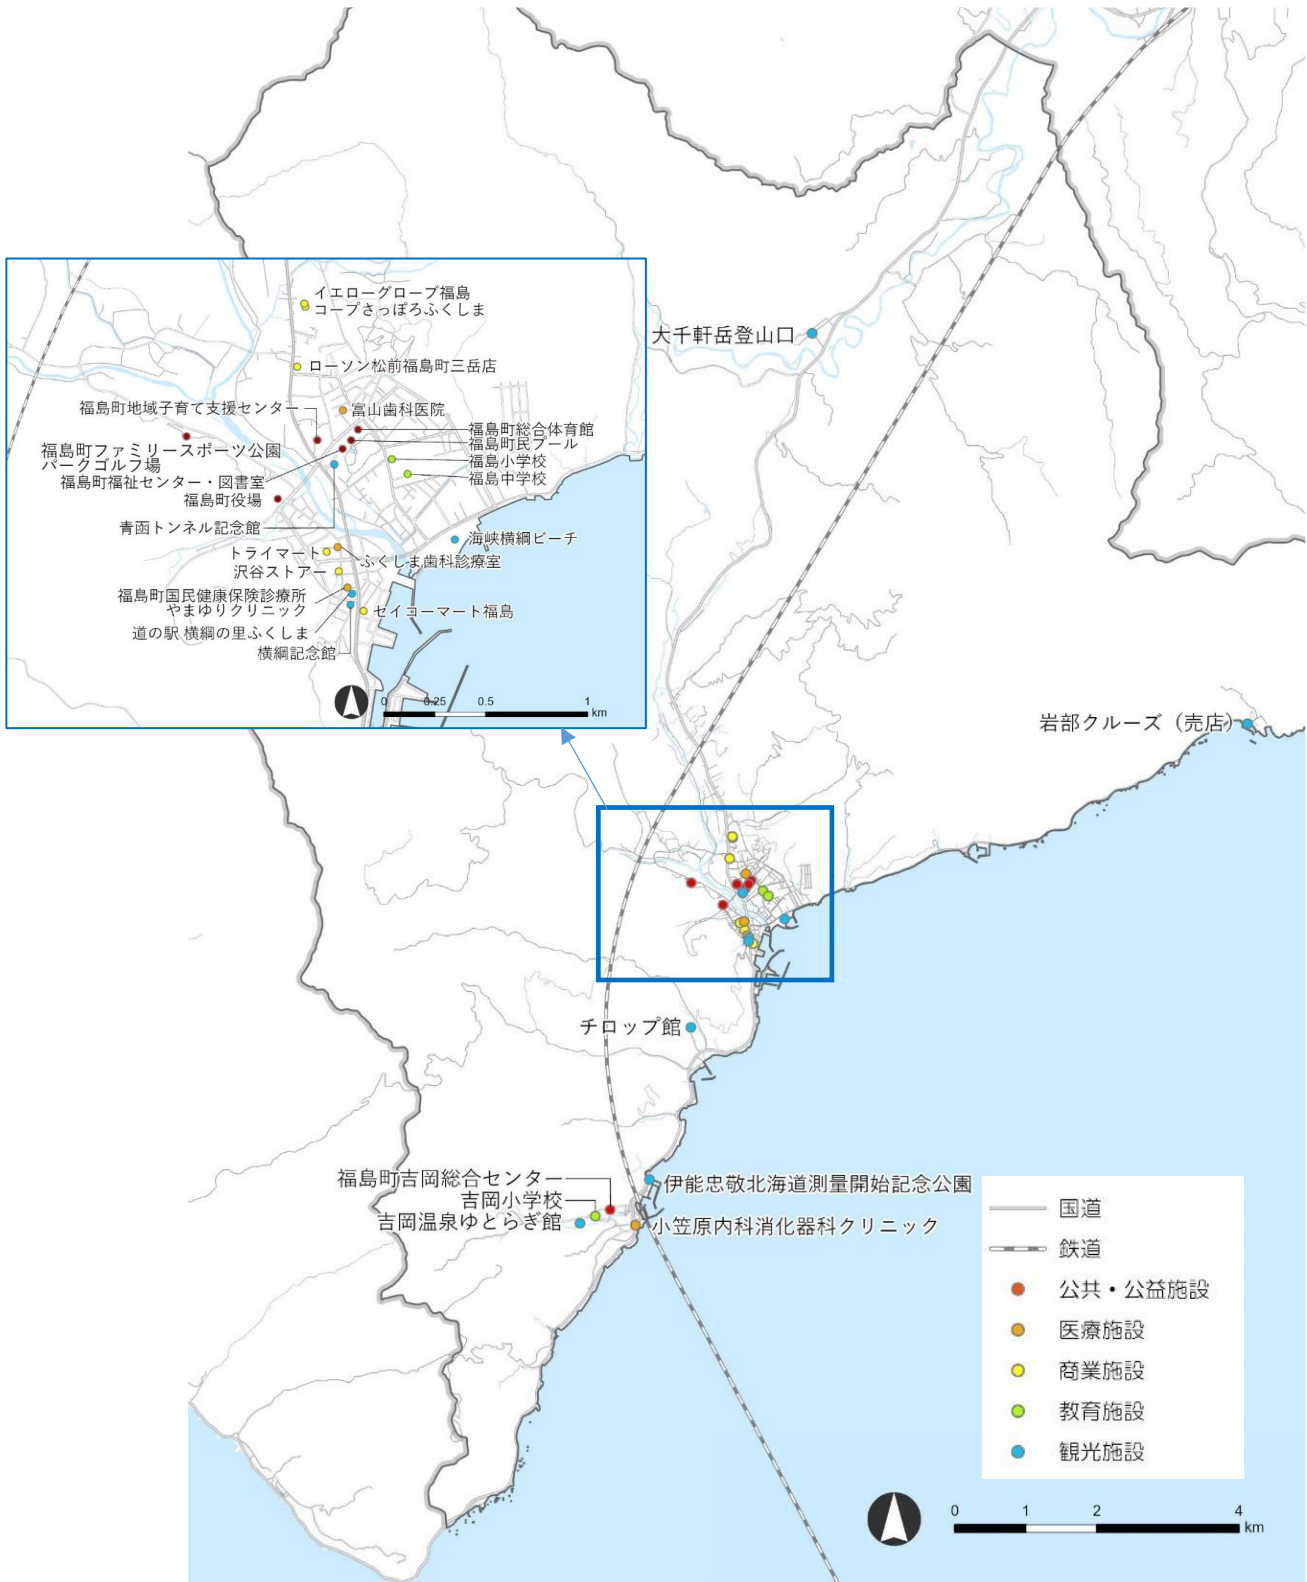 イエローグローブ福島
コープさっぽろふくしま
ローソン松前福島町三岳店
福島町地域子育て支援センター
富山歯科医院
福島町総合体育館
福島町民プール
福島町ファミリースポーツ公園
パークゴルフ場
福島小学校
福島町福祉センター・図書室
福島中学校
福島町役場
青函トンネル記念館
海峡横綱ビーチ
トライマート
ふくしま歯科診療室
沢谷ストアー
福島町国民健康保険診療所
やまゆりクリニック
セイコーマート福島
道の駅 横綱の里ふくしま
横綱記念館
0 0.25 0.5 1
km
大千軒岳登山口
岩部クルーズ（売店）
チロップ館
福島町吉岡総合センター
伊能忠敬北海道測量開始記念公園
吉岡小学校
吉岡温泉ゆとらぎ館
小笠原内科消化器科クリニック
国道
鉄道
公共・公益施設
医療施設
商業施設
教育施設
観光施設
0 1 2 4
km